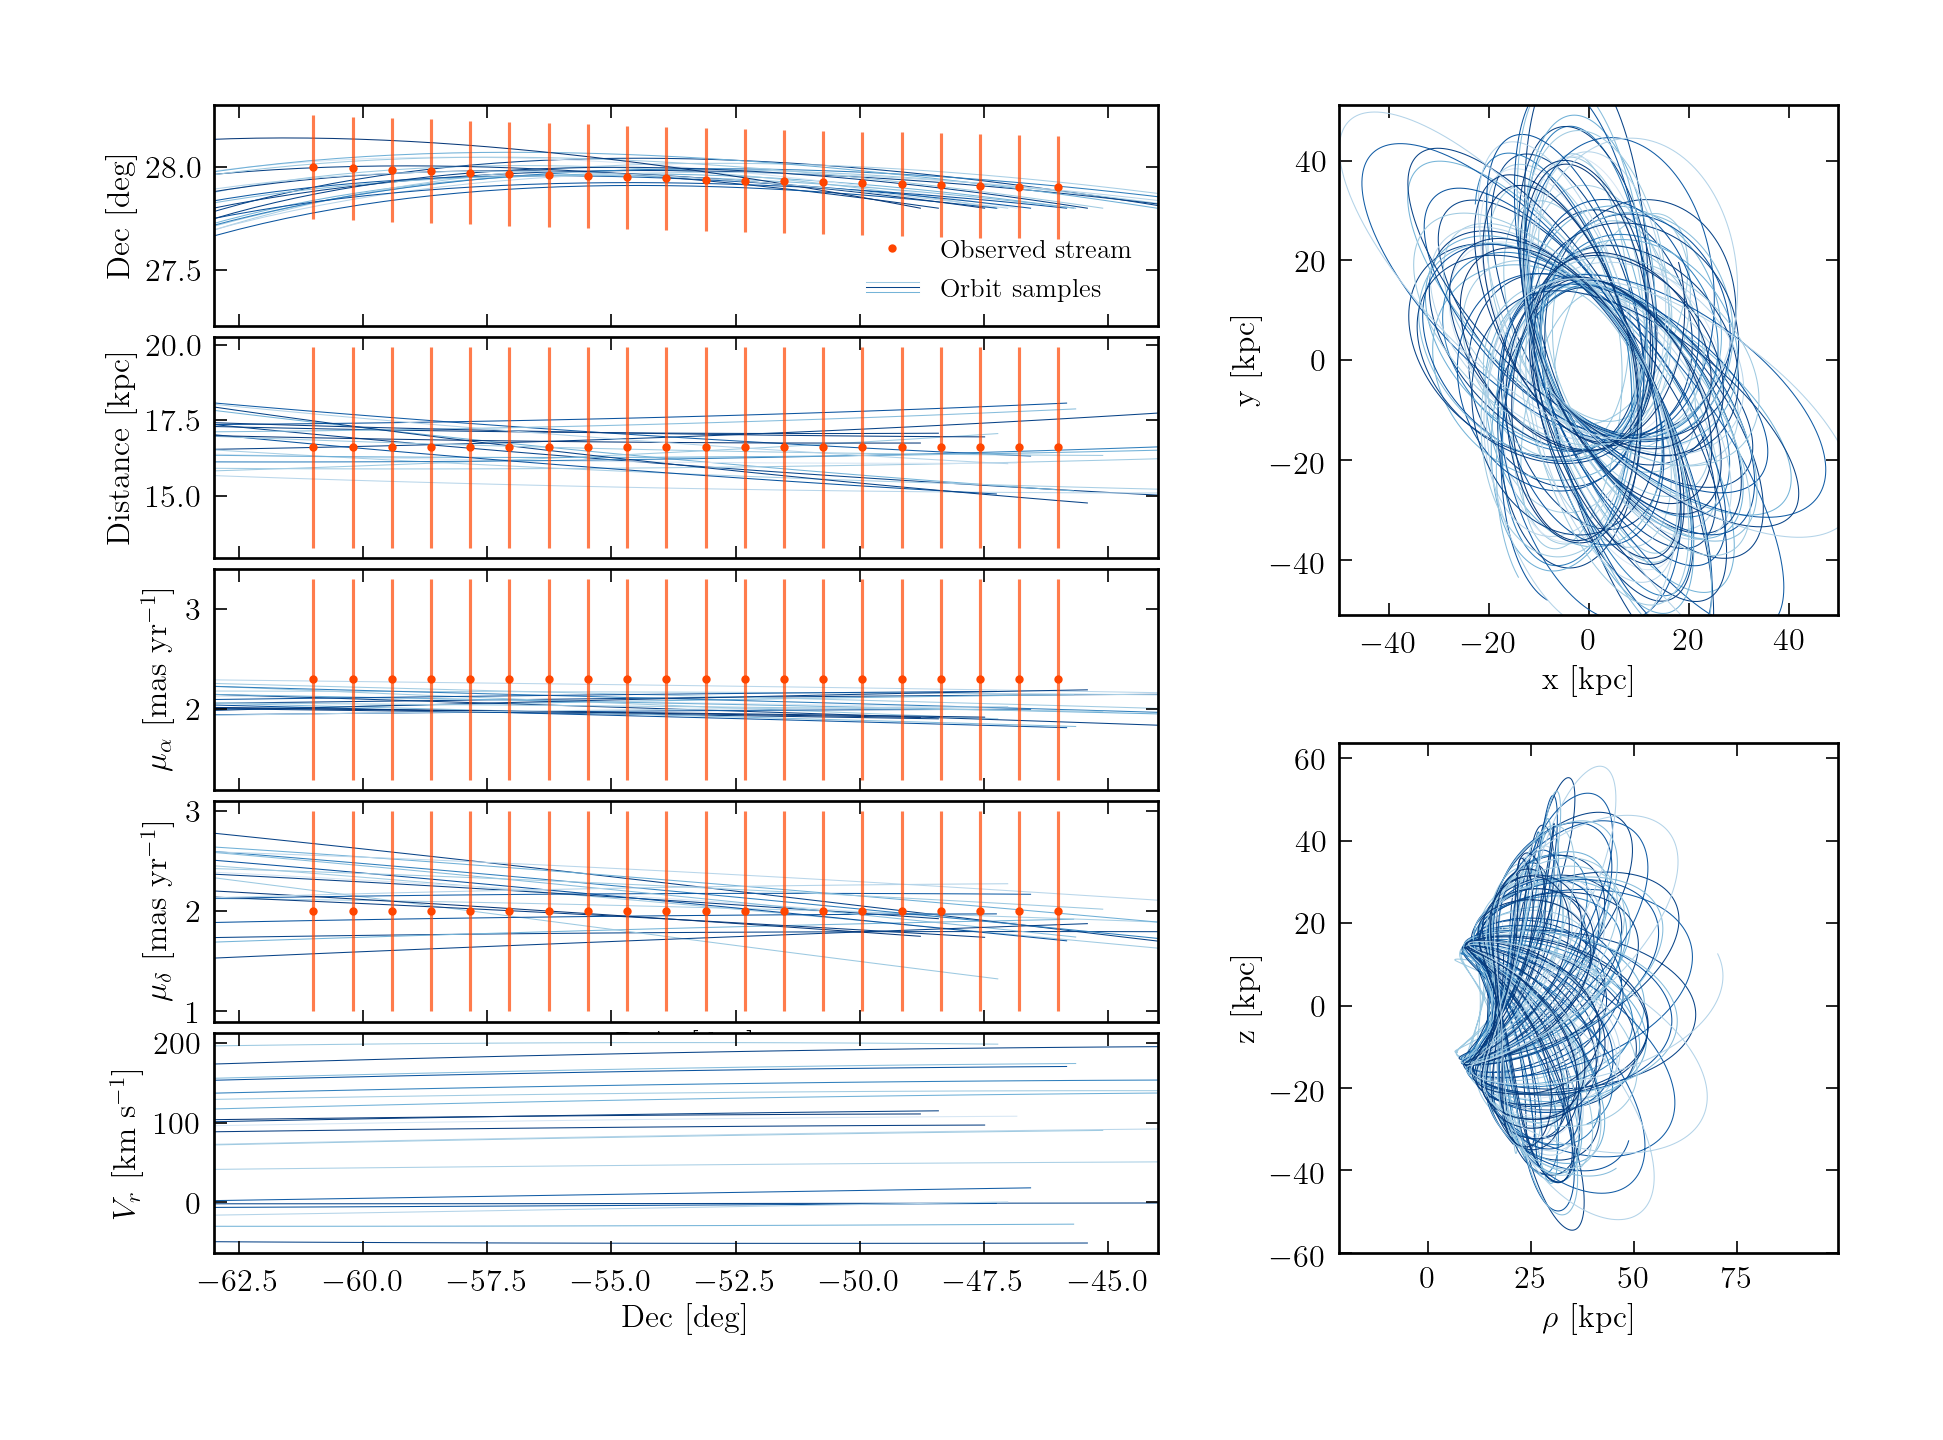 Dec [deg]
28.0
27.5
Observed stream
Orbit samples
Distance [kpc]
20.0
17.5
15.0
μα [mas yr⁻¹]
3
2
μδ [mas yr⁻¹]
3
2
1
Vr [km s⁻¹]
200
100
0
−62.5 −60.0 −57.5 −55.0 −52.5 −50.0 −47.5 −45.0
Dec [deg]
y [kpc]
40
20
0
−20
−40
−40 −20 0 20 40
x [kpc]
z [kpc]
60
40
20
0
−20
−40
−60
0 25 50 75
ρ [kpc]